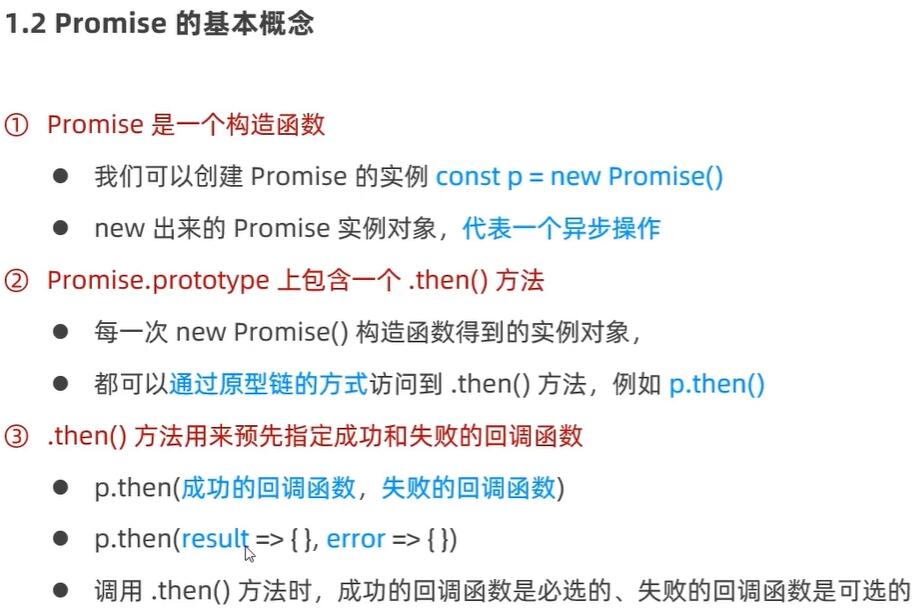 1.2 Promise 的基本概念
① Promise 是一个构造函数
● 我们可以创建 Promise 的实例 const p = new Promise()
● new 出来的 Promise 实例对象，代表一个异步操作
② Promise.prototype 上包含一个 .then() 方法
● 每一次 new Promise() 构造函数得到的实例对象，
● 都可以通过原型链的方式访问到 .then() 方法，例如 p.then()
③ .then() 方法用来预先指定成功和失败的回调函数
● p.then(成功的回调函数，失败的回调函数)
● p.then(result => { }, error => { })
● 调用 .then() 方法时，成功的回调函数是必选的、失败的回调函数是可选的